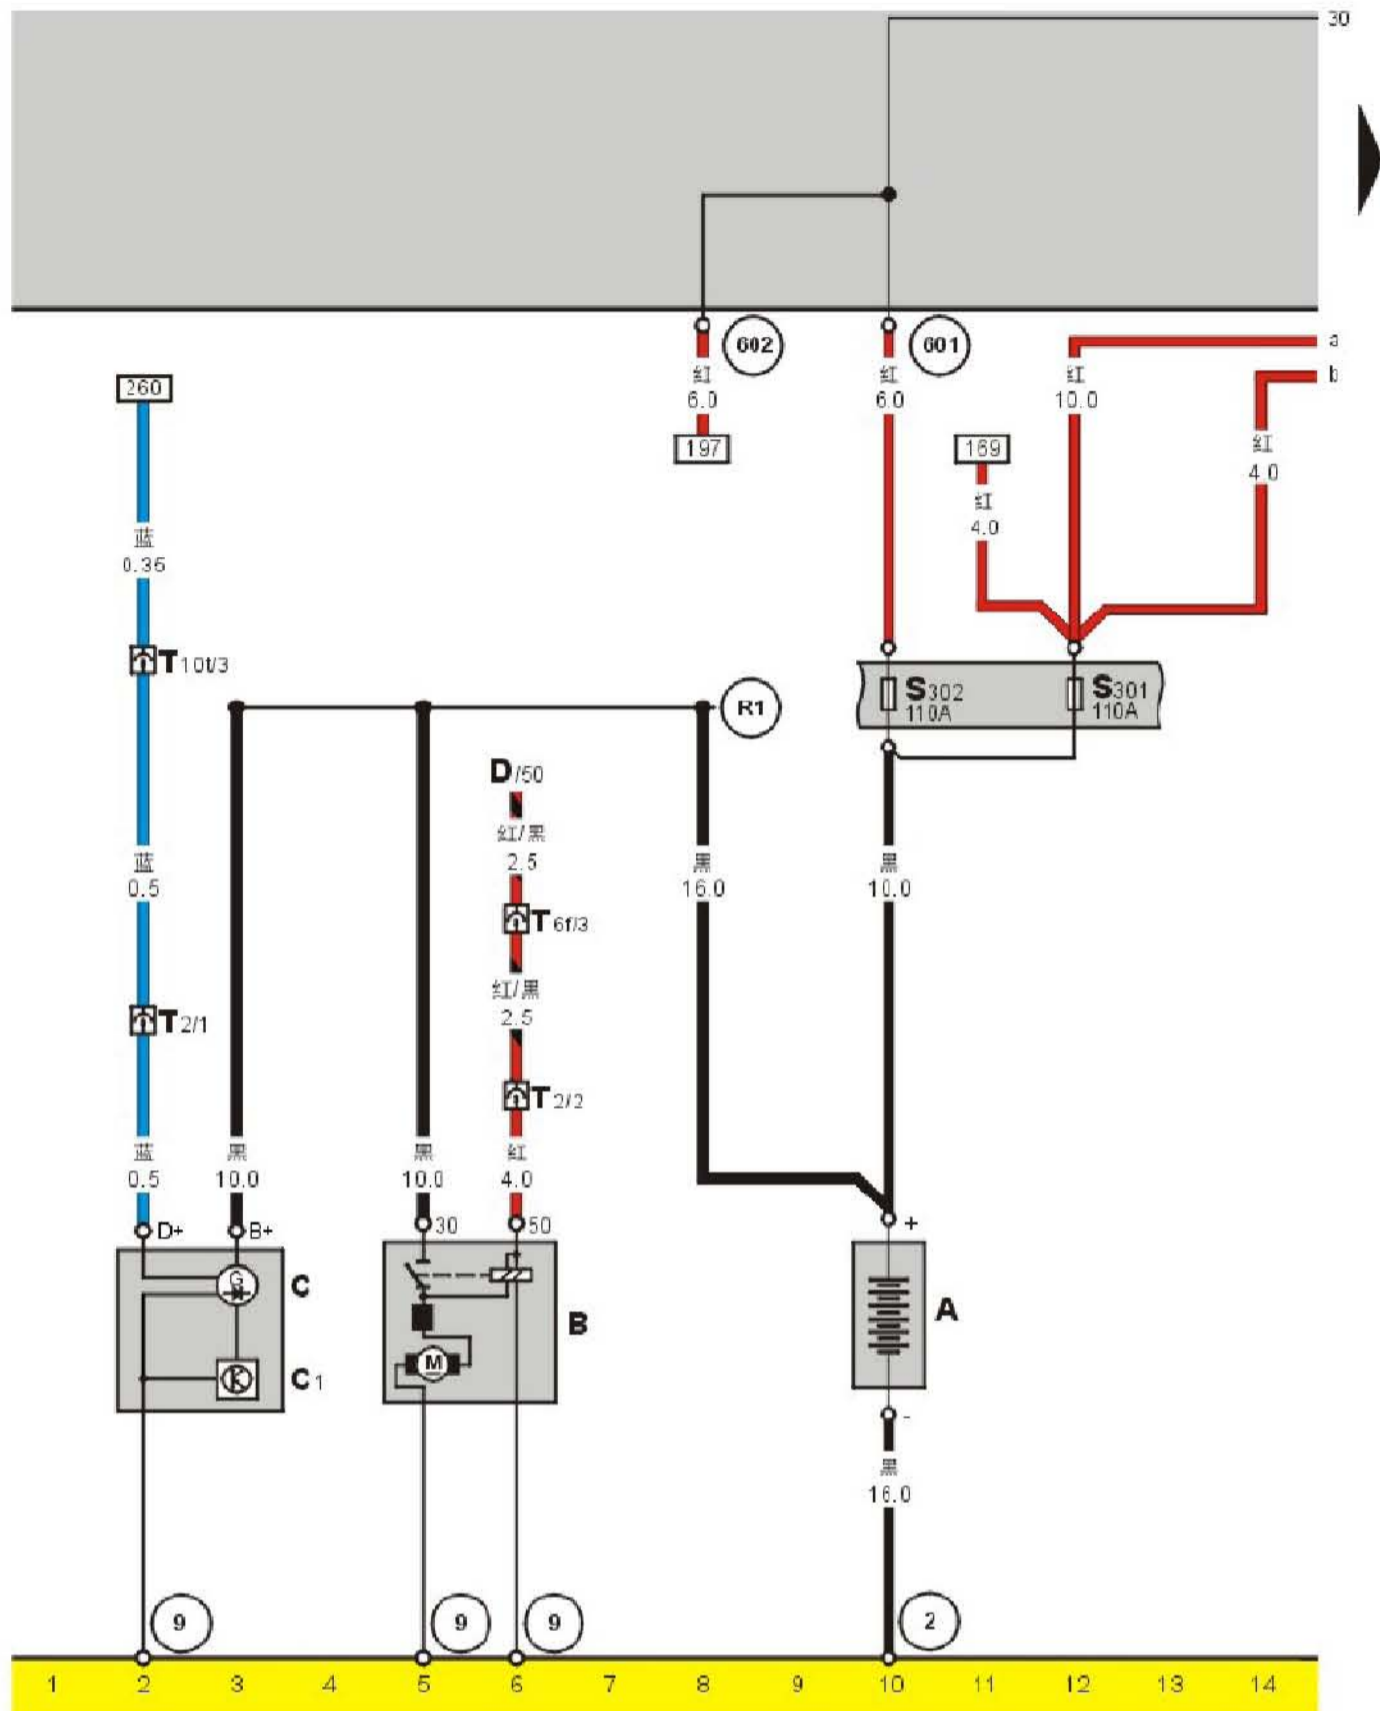 30
602
601
a
红
6.0
红
6.0
红
10.0
b
260
197
169
红
4.0
红
4.0
蓝
0.35
T10t/3
S302
110A
S301
110A
R1
D/50
红/黑
2.5
蓝
0.5
黑
16.0
黑
10.0
T6f/3
红/黑
2.5
T2/1
T2/2
蓝
0.5
黑
10.0
黑
10.0
红
4.0
D+
B+
30
50
+
G
C
A
B
M
C1
-
黑
16.0
9
9
9
2
1 2 3 4 5 6 7 8 9 10 11 12 13 14